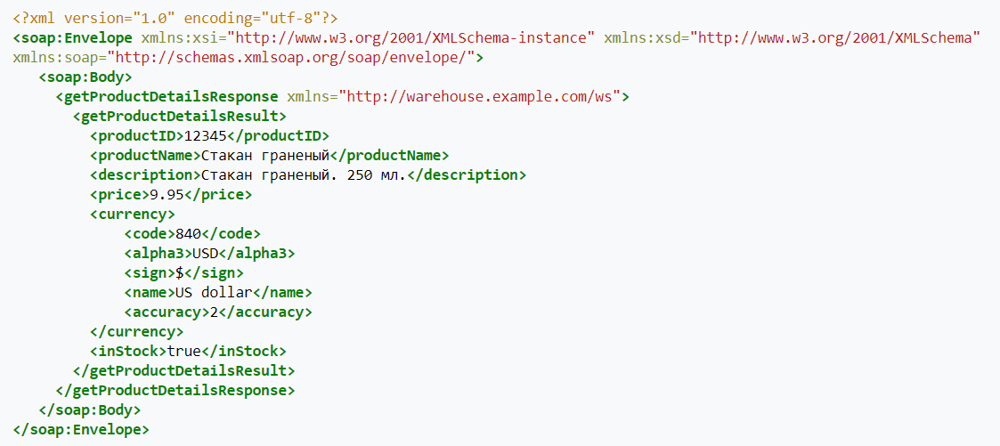 <?xml version="1.0" encoding="utf-8"?>
<soap:Envelope xmlns:xsi="http://www.w3.org/2001/XMLSchema-instance" xmlns:xsd="http://www.w3.org/2001/XMLSchema"
xmlns:soap="http://schemas.xmlsoap.org/soap/envelope/">
   <soap:Body>
     <getProductDetailsResponse xmlns="http://warehouse.example.com/ws">
       <getProductDetailsResult>
         <productID>12345</productID>
         <productName>Стакан граненый</productName>
         <description>Стакан граненый. 250 мл.</description>
         <price>9.95</price>
         <currency>
             <code>840</code>
             <alpha3>USD</alpha3>
             <sign>$</sign>
             <name>US dollar</name>
             <accuracy>2</accuracy>
         </currency>
         <inStock>true</inStock>
       </getProductDetailsResult>
     </getProductDetailsResponse>
   </soap:Body>
</soap:Envelope>